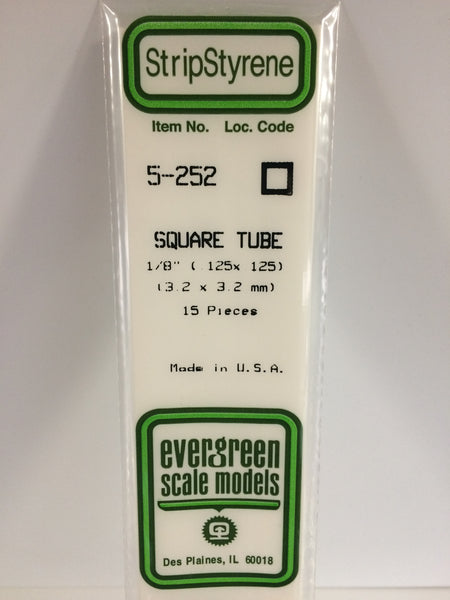 StripStyrene
Item No. Loc. Code
5-252
SQUARE TUBE
1/8" (.125x 125)
(3.2 x 3.2 mm)
15 Pieces
Made in U.S.A.
evergreen
scale models
Des Plaines, IL 60018